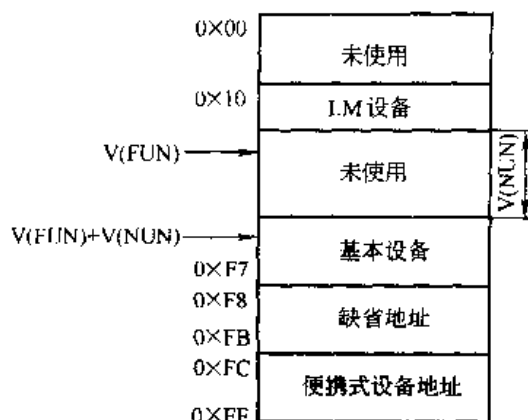 0×00
未使用
0×10
LM设备
V(FUN)
未使用
V(NUN)
V(FUN)+V(NUN)
基本设备
0×F7
0×F8
缺省地址
0×FB
0×FC
便携式设备地址
0×FF